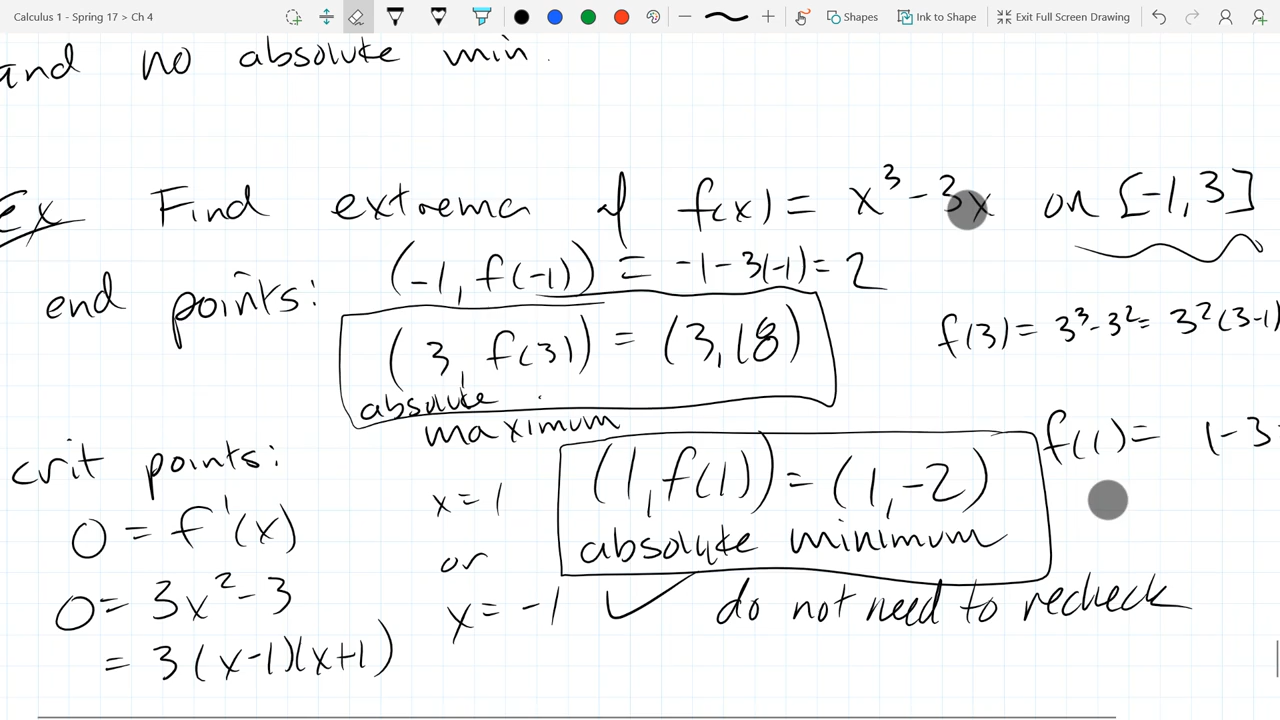 Calculus 1 - Spring 17 > Ch 4
Shapes
Ink to Shape
Exit Full Screen Drawing
and no absolute min.
Ex Find extrema of f(x) = x³ - 3x on [-1, 3]
end points: (-1, f(-1)) = -1 - 3(-1) = 2
(3, f(3)) = (3, 18)
absolute maximum
f(3) = 3³ - 3² = 3²(3-1)
crit points:
0 = f'(x)
0 = 3x² - 3
= 3(x-1)(x+1)
x = 1
or
x = -1 ✓ do not need to recheck
(1, f(1)) = (1, -2)
absolute minimum
f(1) = 1 - 3